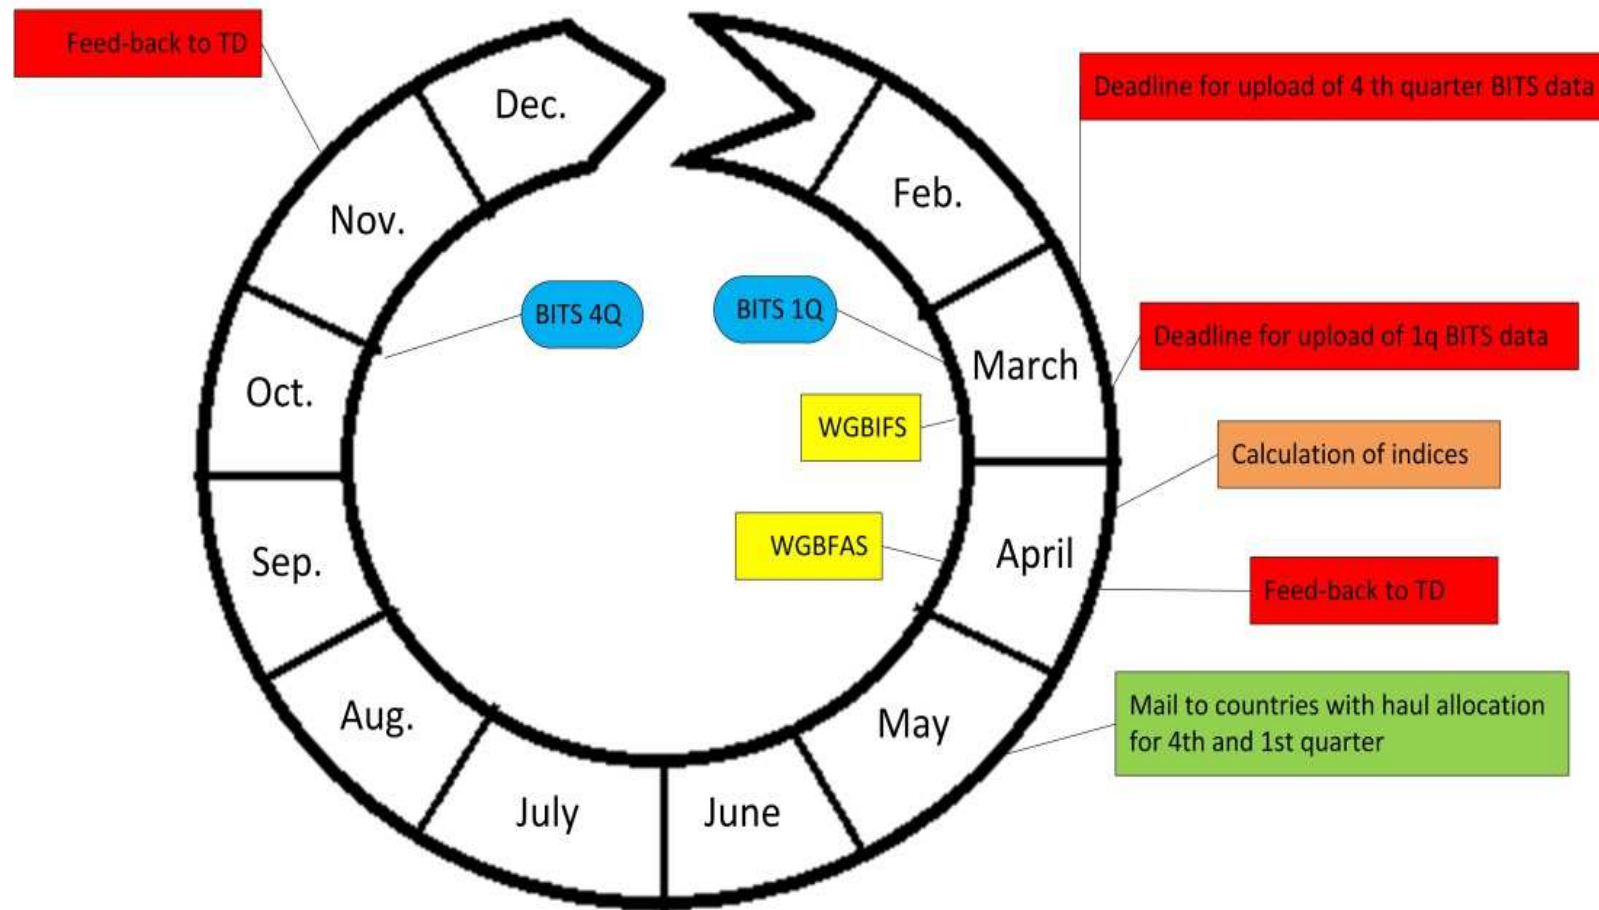 Feed-back to TD
Dec.
Deadline for upload of 4 th quarter BITS data
Feb.
Nov.
BITS 4Q
BITS 1Q
Deadline for upload of 1q BITS data
March
Oct.
WGBIFS
Calculation of indices
WGBFAS
April
Sep.
Feed-back to TD
Mail to countries with haul allocation
for 4th and 1st quarter
May
Aug.
July
June